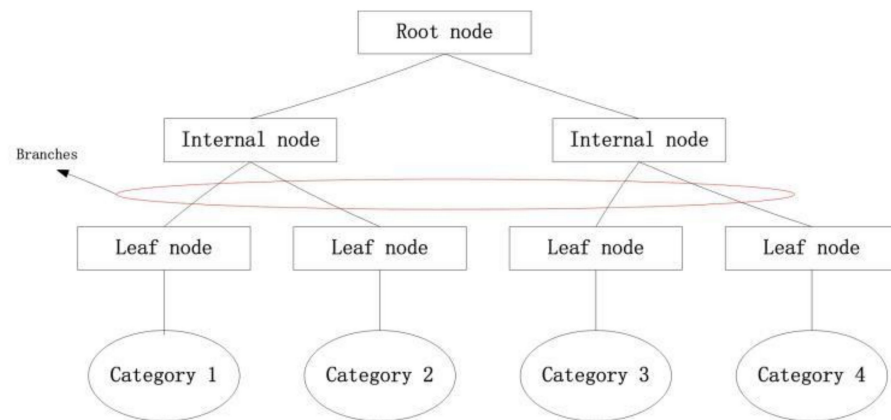 Root node
Internal node
Internal node
Branches
Leaf node
Leaf node
Leaf node
Leaf node
Category 1
Category 2
Category 3
Category 4